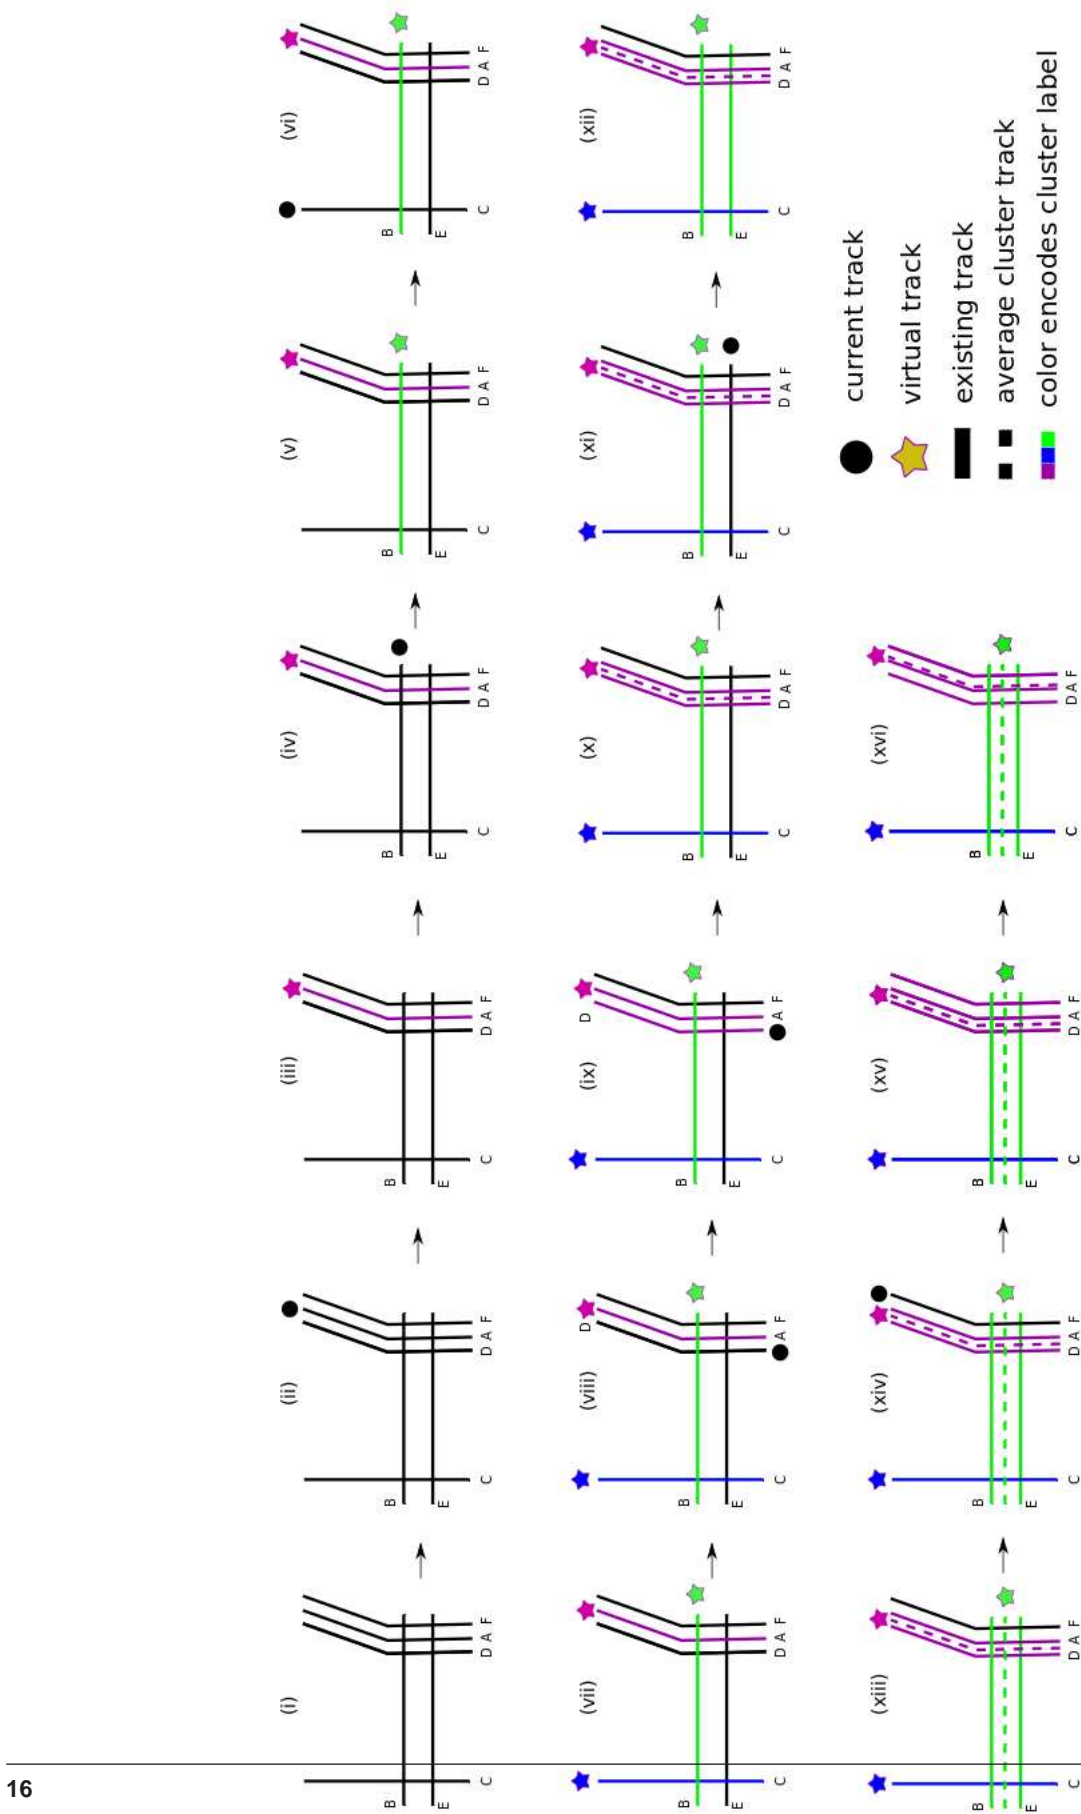 16
(i)
B
E
C D A F
(ii)
B
E
C D A F
(iii)
B
E
C D A F
(iv)
B
E
C D A F
(v)
B
E
C D A F
(vi)
B
E
C D A F
(vii)
B
E
C D A F
(viii) D
B
E
C A F
(ix) D
B
E
C A F
(x)
B
E
C D A F
(xi)
B
E
C D A F
(xii)
B
E
C D A F
(xiii)
B
E
C D A F
(xiv)
B
E
C D A F
(xv)
B
E
C D A F
(xvi)
B
E
C D A F
current track
virtual track
existing track
average cluster track
color encodes cluster label